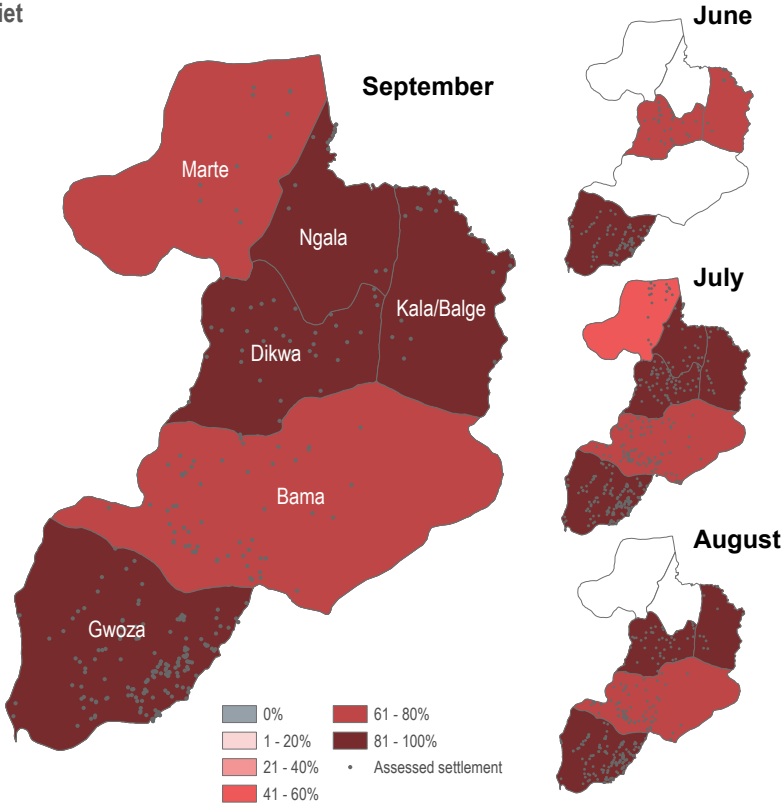 iet
June
September
Marte
Ngala
July
Kala/Balge
Dikwa
Bama
August
Gwoza
0%
61 - 80%
1 - 20%
81 - 100%
21 - 40%
Assessed settlement
41 - 60%